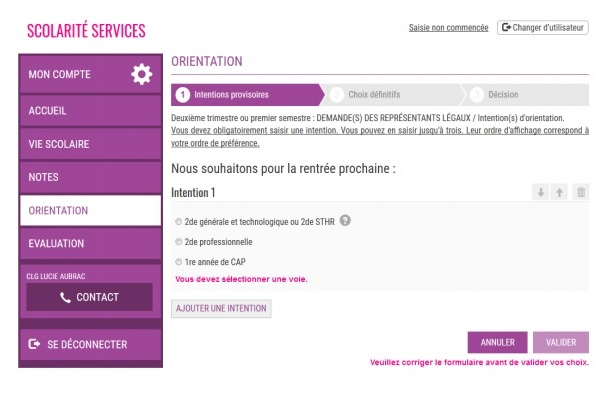 SCOLARITÉ SERVICES
Saisie non commencée
Changer d'utilisateur
MON COMPTE
ACCUEIL
VIE SCOLAIRE
NOTES
ORIENTATION
EVALUATION
CLG LUCIE AUBRAC
CONTACT
SE DÉCONNECTER
ORIENTATION
1 Intentions provisoires
2 Choix définitifs
3 Décision
Deuxième trimestre ou premier semestre : DEMANDE(S) DES REPRÉSENTANTS LÉGAUX / Intention(s) d'orientation.
Vous devez obligatoirement saisir une intention. Vous pouvez en saisir jusqu'à trois. Leur ordre d'affichage correspond à
votre ordre de préférence.
Nous souhaitons pour la rentrée prochaine :
Intention 1
2de générale et technologique ou 2de STHR ?
2de professionnelle
1re année de CAP
Vous devez sélectionner une voie.
AJOUTER UNE INTENTION
ANNULER
VALIDER
Veuillez corriger le formulaire avant de valider vos choix.